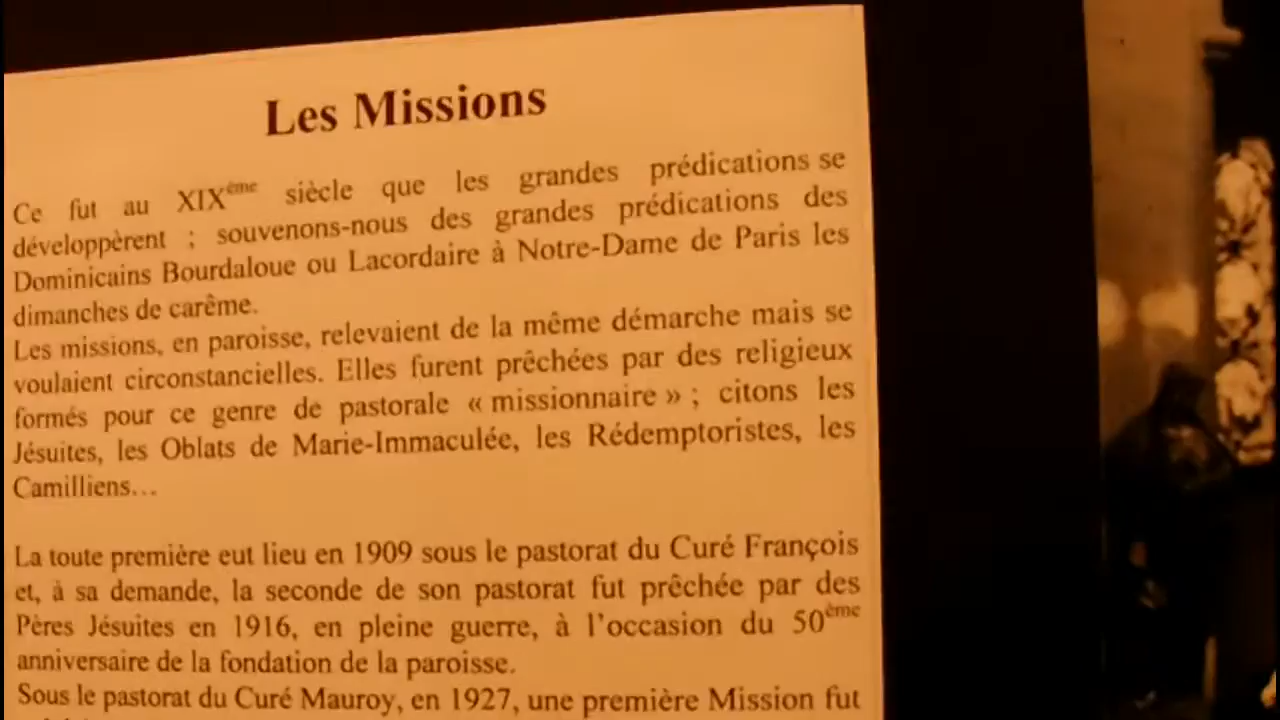 Les Missions
Ce fut au XIXème siècle que les grandes prédications se
développèrent ; souvenons-nous des grandes prédications des
Dominicains Bourdaloue ou Lacordaire à Notre-Dame de Paris les
dimanches de carême.
Les missions, en paroisse, relevaient de la même démarche mais se
voulaient circonstancielles. Elles furent prêchées par des religieux
formés pour ce genre de pastorale « missionnaire » ; citons les
Jésuites, les Oblats de Marie-Immaculée, les Rédemptoristes, les
Camilliens…
La toute première eut lieu en 1909 sous le pastorat du Curé François
et, à sa demande, la seconde de son pastorat fut prêchée par des
Pères Jésuites en 1916, en pleine guerre, à l'occasion du 50ème
anniversaire de la fondation de la paroisse.
Sous le pastorat du Curé Mauroy, en 1927, une première Mission fut